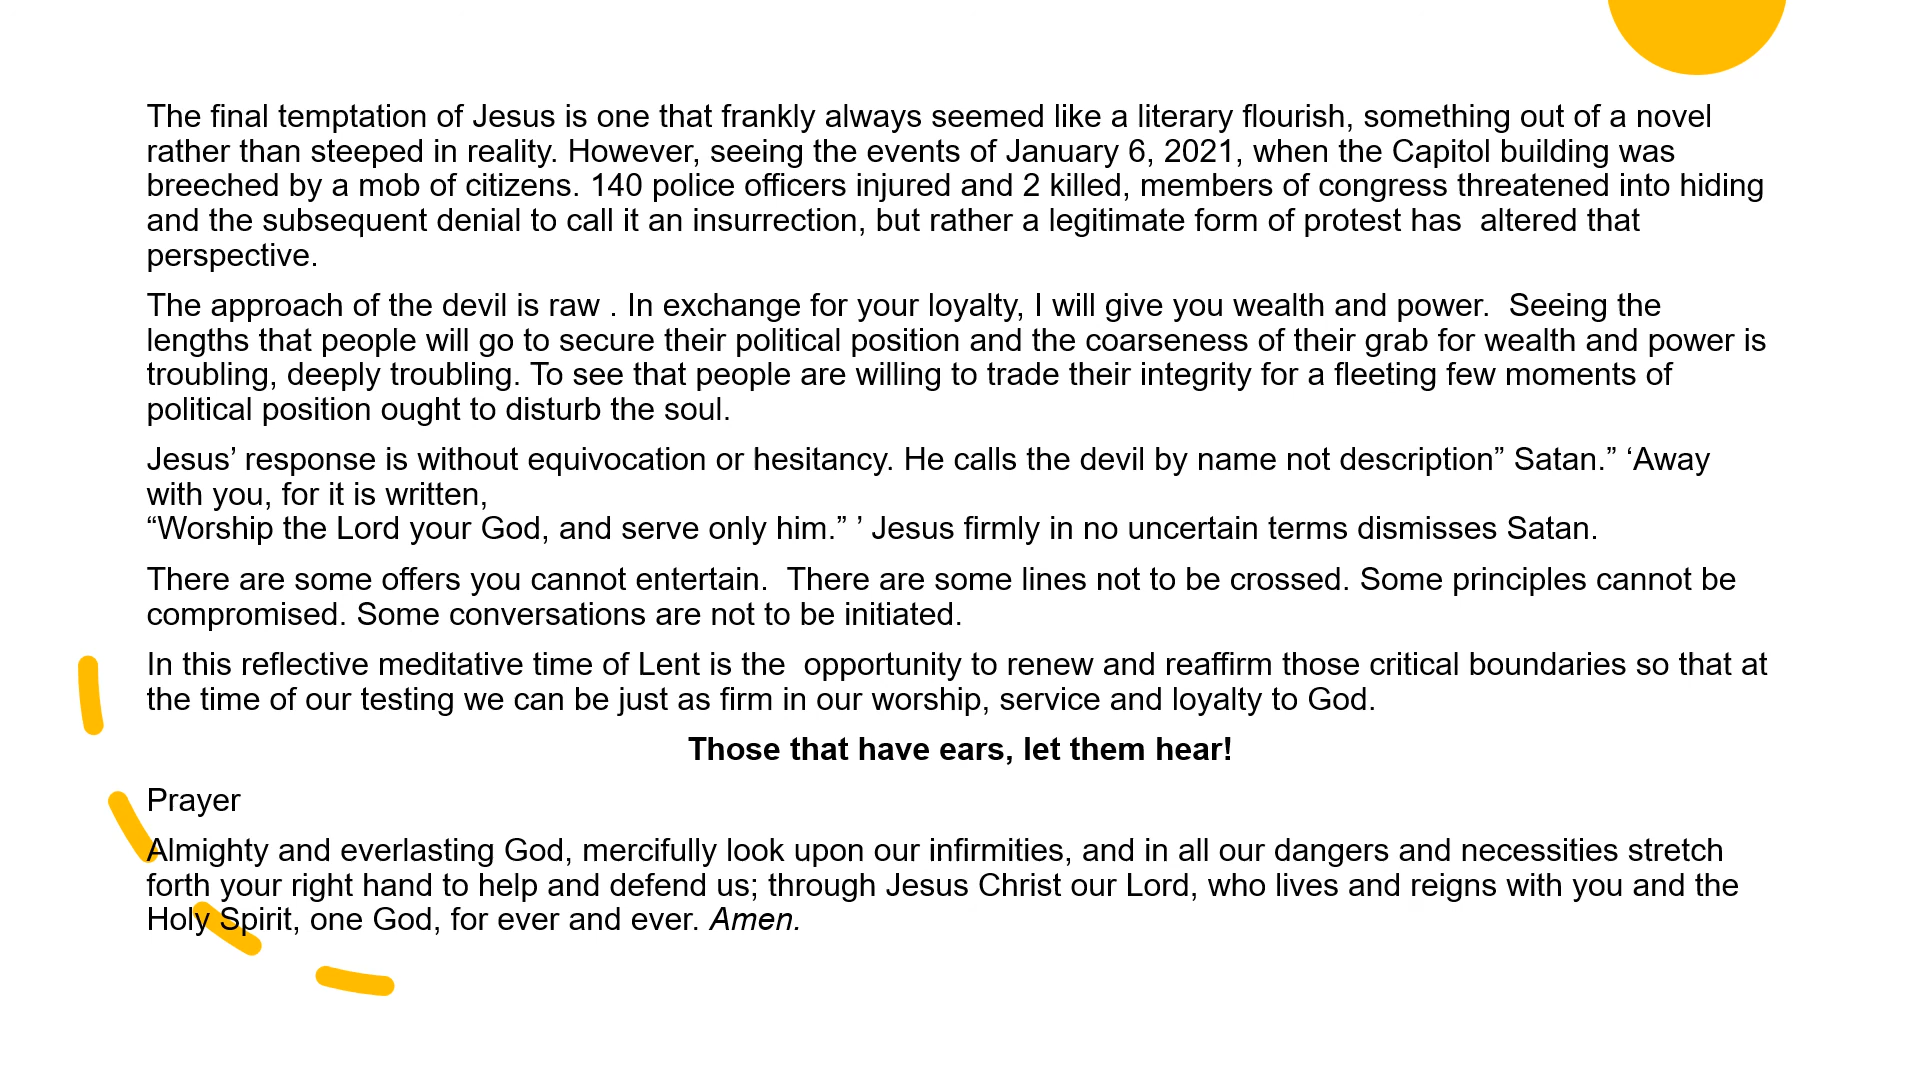 The final temptation of Jesus is one that frankly always seemed like a literary flourish, something out of a novel
rather than steeped in reality. However, seeing the events of January 6, 2021, when the Capitol building was
breeched by a mob of citizens. 140 police officers injured and 2 killed, members of congress threatened into hiding
and the subsequent denial to call it an insurrection, but rather a legitimate form of protest has  altered that
perspective.
The approach of the devil is raw . In exchange for your loyalty, I will give you wealth and power.  Seeing the
lengths that people will go to secure their political position and the coarseness of their grab for wealth and power is
troubling, deeply troubling. To see that people are willing to trade their integrity for a fleeting few moments of
political position ought to disturb the soul.
Jesus’ response is without equivocation or hesitancy. He calls the devil by name not description” Satan.” ‘Away
with you, for it is written,
“Worship the Lord your God, and serve only him.” ’ Jesus firmly in no uncertain terms dismisses Satan.
There are some offers you cannot entertain.  There are some lines not to be crossed. Some principles cannot be
compromised. Some conversations are not to be initiated.
In this reflective meditative time of Lent is the  opportunity to renew and reaffirm those critical boundaries so that at
the time of our testing we can be just as firm in our worship, service and loyalty to God.
Those that have ears, let them hear!
Prayer
Almighty and everlasting God, mercifully look upon our infirmities, and in all our dangers and necessities stretch
forth your right hand to help and defend us; through Jesus Christ our Lord, who lives and reigns with you and the
Holy Spirit, one God, for ever and ever. Amen.